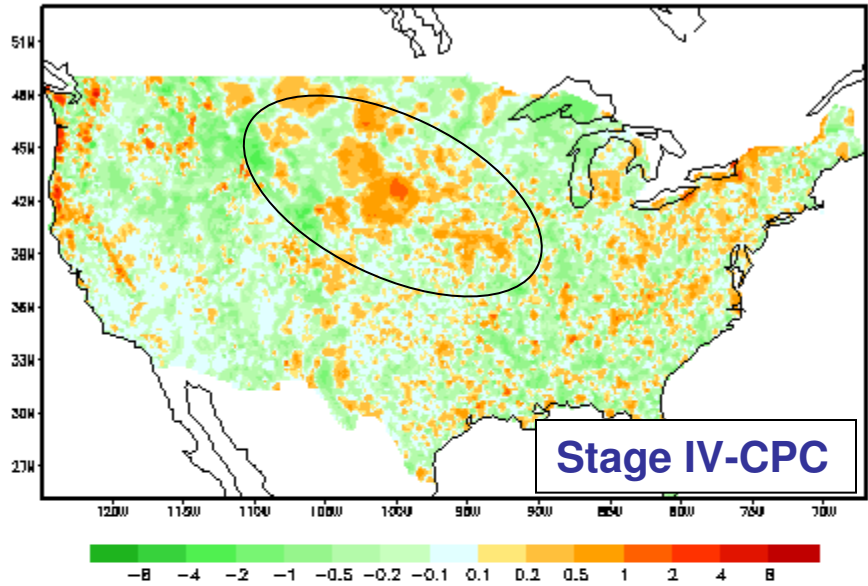 51N
48N
45N
42N
39N
36N
33N
30N
27N
Stage IV-CPC
120W 115W 110W 105W 100W 95W 90W 85W 80W 75W 70W
-8 -4 -2 -1 -0.5 -0.2 -0.1 0.1 0.2 0.5 1 2 4 8